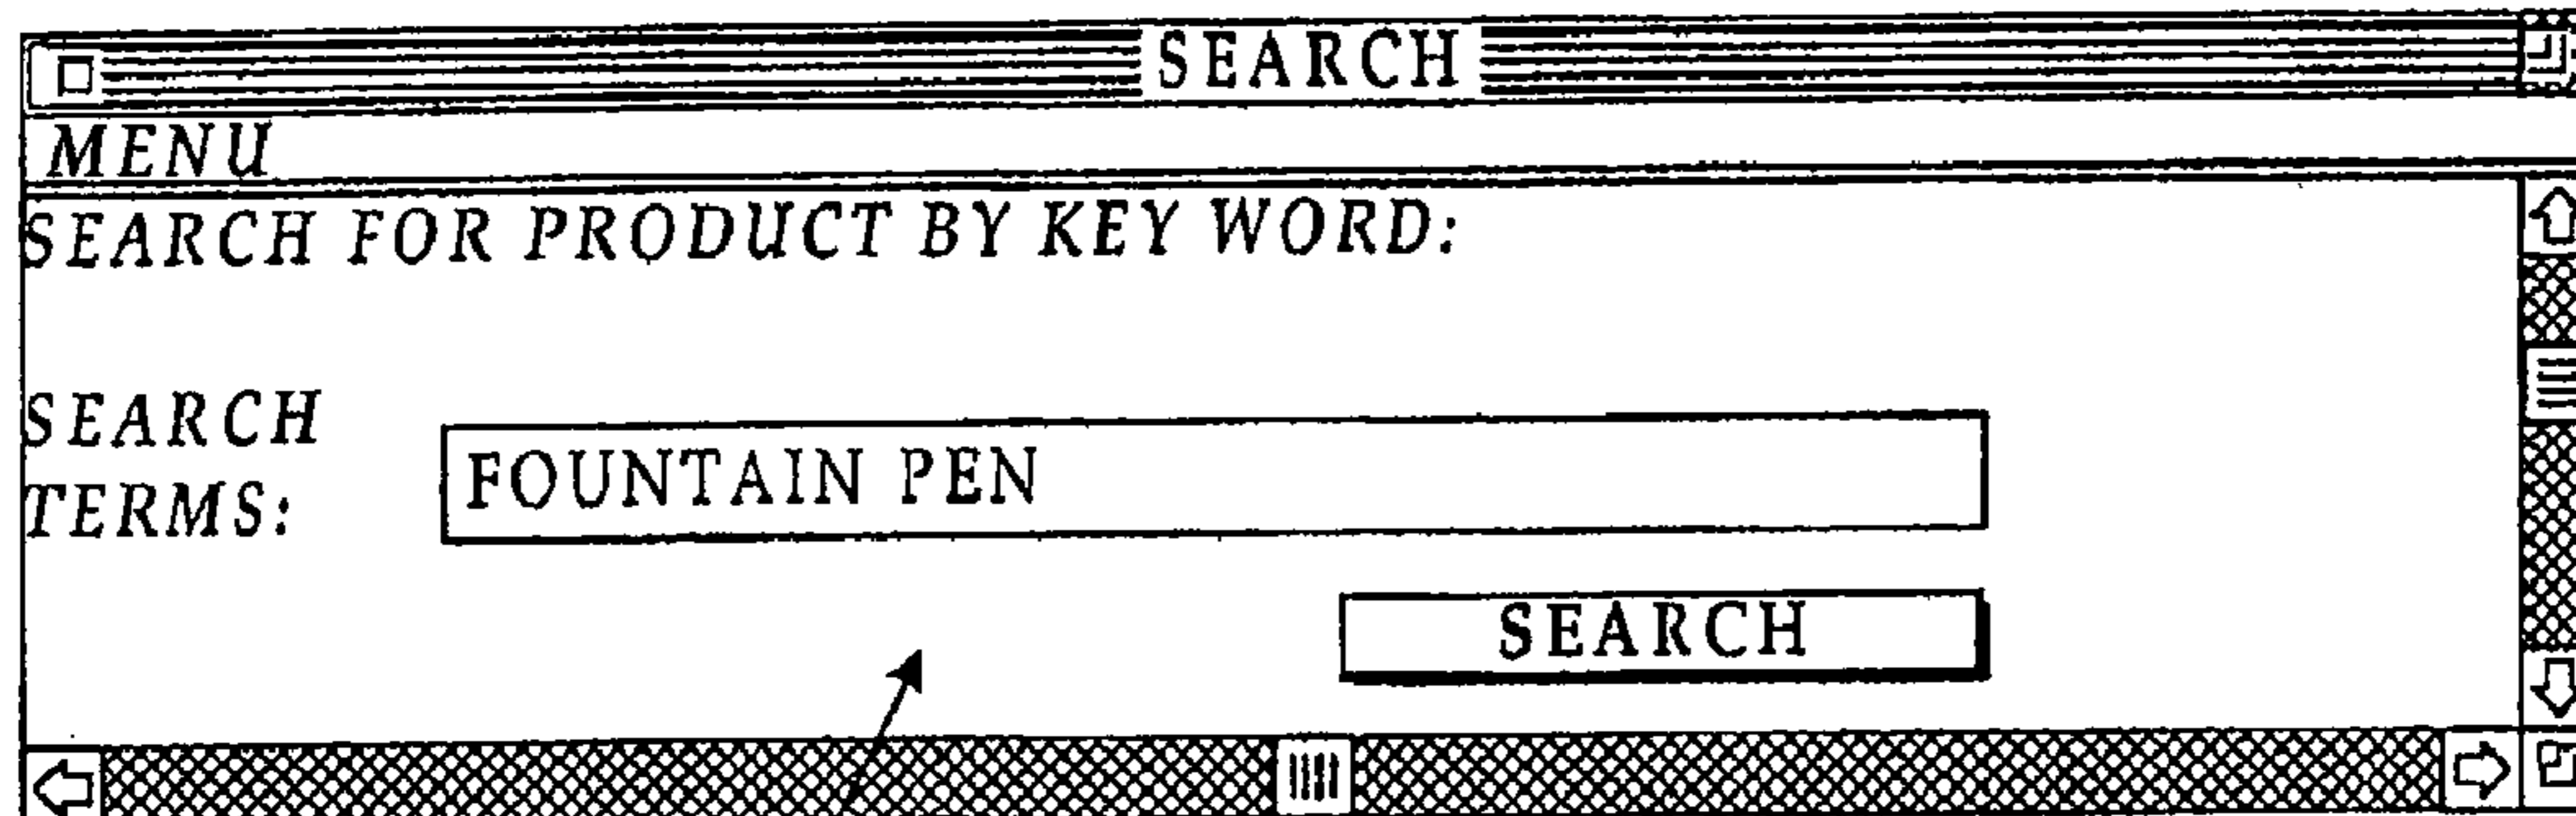 SEARCH
MENU
SEARCH FOR PRODUCT BY KEY WORD:
SEARCH
TERMS:
FOUNTAIN PEN
SEARCH